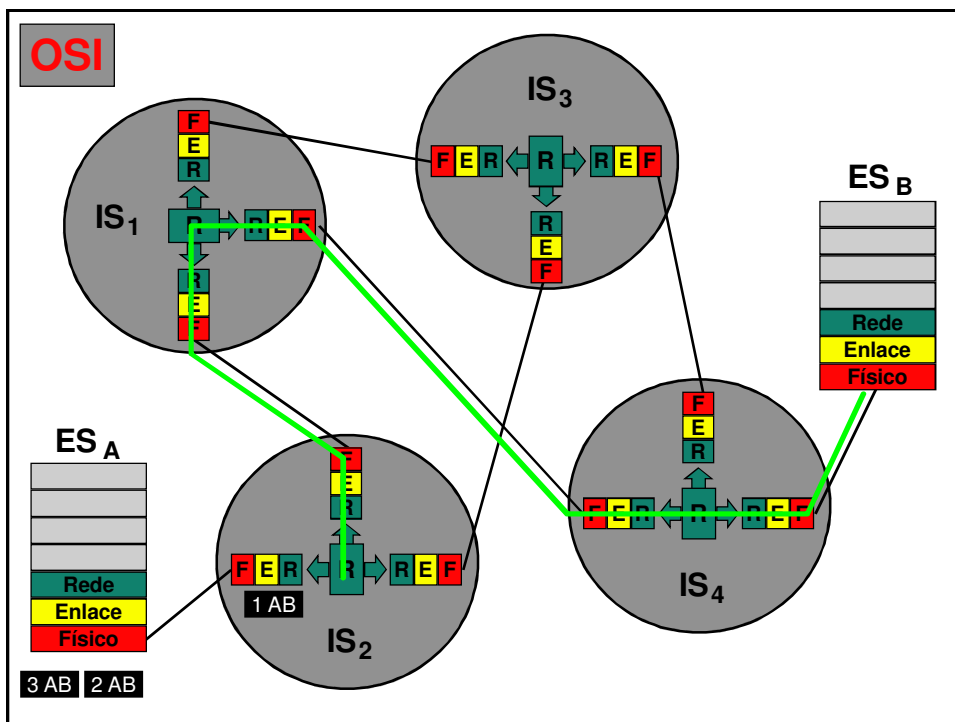 OSI
IS3
F
E
R
F E R
R
R E F
R
E
F
ES B
Rede
Enlace
Físico
IS1
F
E
R
R
R E F
R
E
F
ES A
Rede
Enlace
Físico
3 AB 2 AB
F
E
R
F E R
R
R E F
1 AB
IS2
F
E
R
F E R
R
R E F
IS4